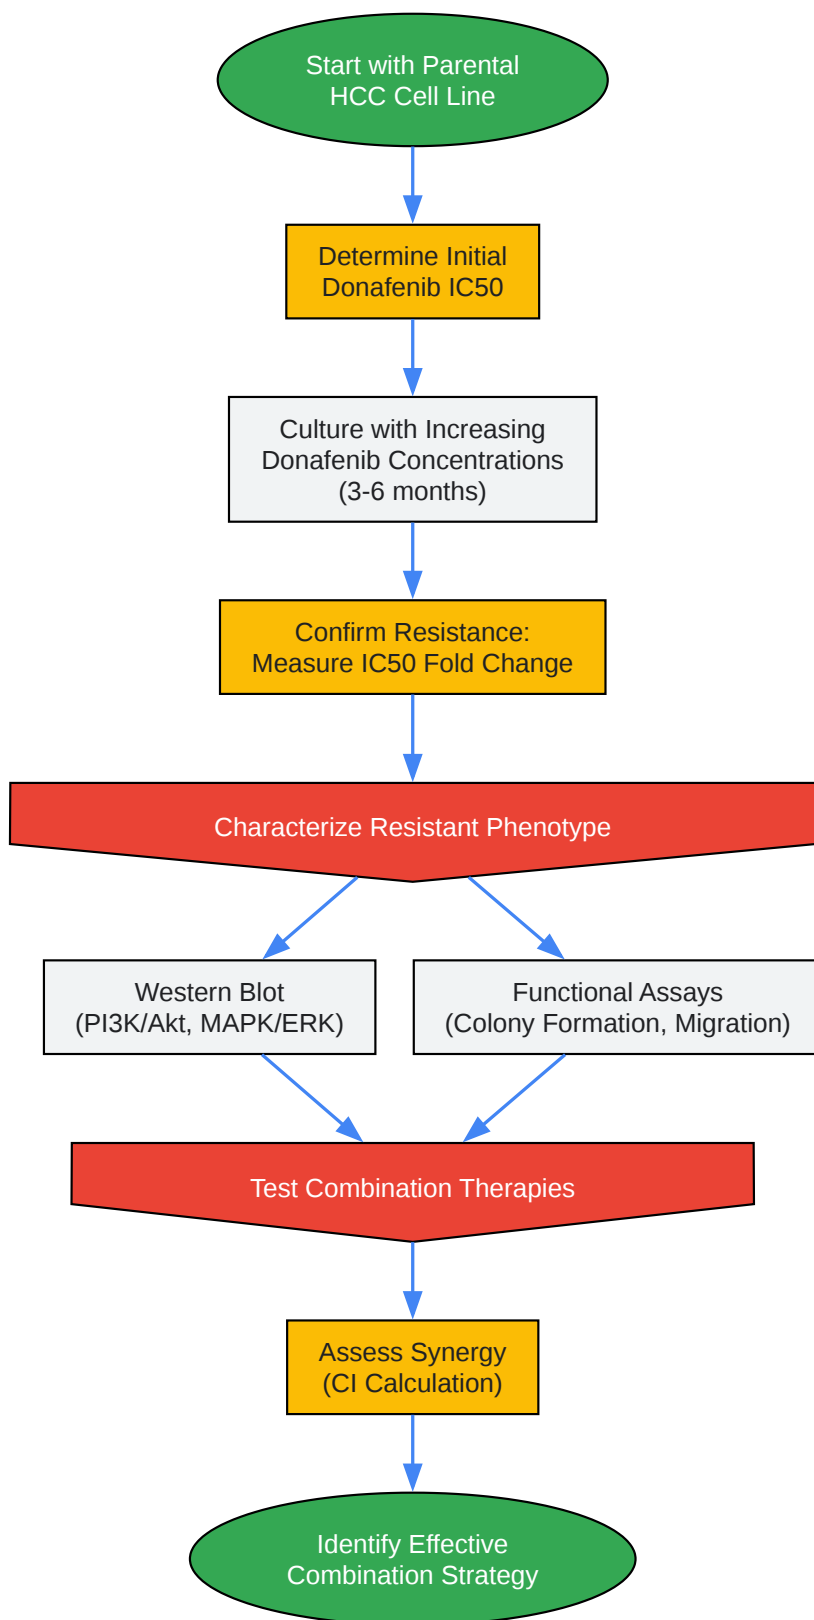 Start with Parental
HCC Cell Line
Determine Initial
Donafenib IC50
Culture with Increasing
Donafenib Concentrations
(3-6 months)
Confirm Resistance:
Measure IC50 Fold Change
Characterize Resistant Phenotype
Western Blot
(PI3K/Akt, MAPK/ERK)
Functional Assays
(Colony Formation, Migration)
Test Combination Therapies
Assess Synergy
(CI Calculation)
Identify Effective
Combination Strategy